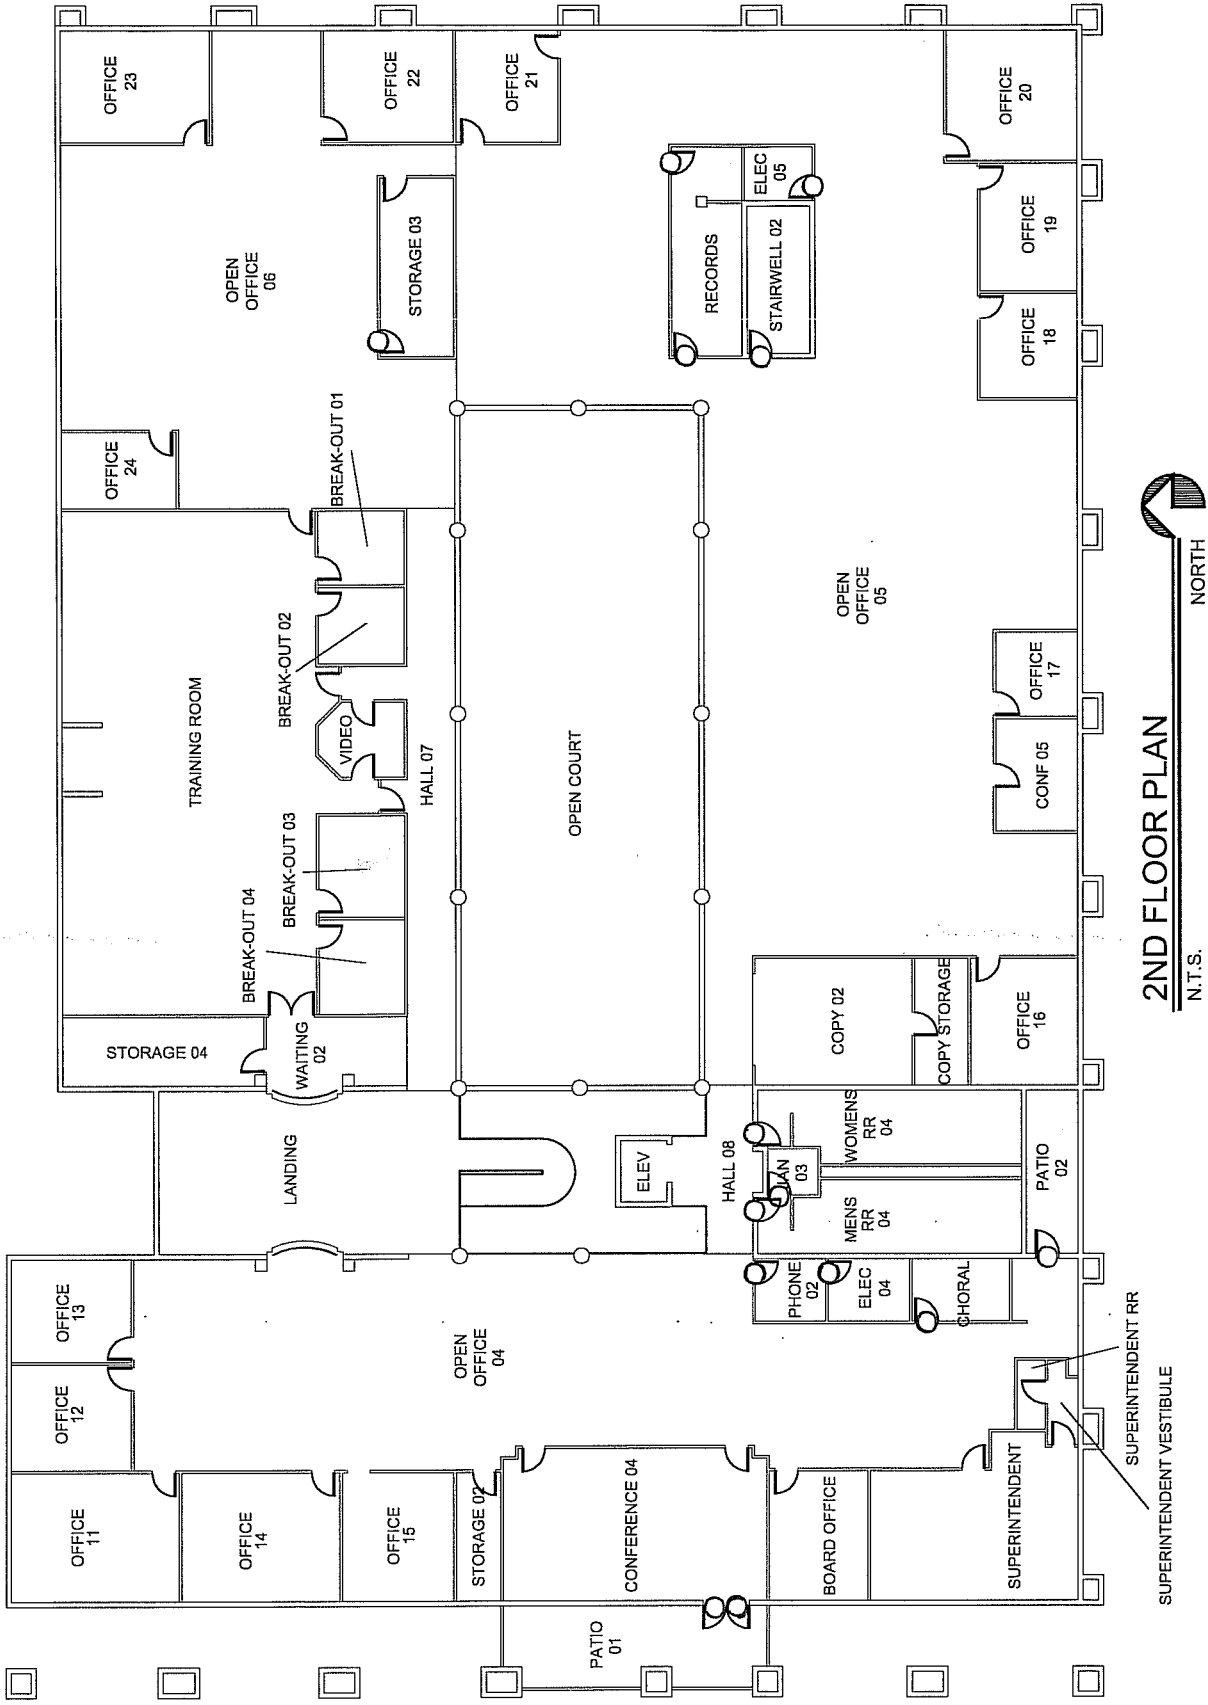 OFFICE
23
OFFICE
22
OFFICE
21
OFFICE
20
OPEN
OFFICE
06
STORAGE 03
RECORDS
ELEC
05
STAIRWELL 02
OFFICE
19
OFFICE
18
OFFICE
24
BREAK-OUT 01
BREAK-OUT 02
TRAINING ROOM
VIDEO
HALL 07
OPEN COURT
OPEN
OFFICE
05
OFFICE
17
CONF 05
BREAK-OUT 03
BREAK-OUT 04
STORAGE 04
WAITING
02
COPY 02
COPY STORAGE
OFFICE
16
LANDING
ELEV
HALL 08
WOMENS
RR
04
JAN
03
MENS
RR
04
PATIO
02
OFFICE
13
OFFICE
12
OPEN
OFFICE
04
PHONE
02
ELEC
04
CHORAL
SUPERINTENDENT RR
SUPERINTENDENT VESTIBULE
OFFICE
11
OFFICE
14
OFFICE
15
STORAGE 02
CONFERENCE 04
BOARD OFFICE
SUPERINTENDENT
PATIO
01
2ND FLOOR PLAN
N.T.S.
NORTH